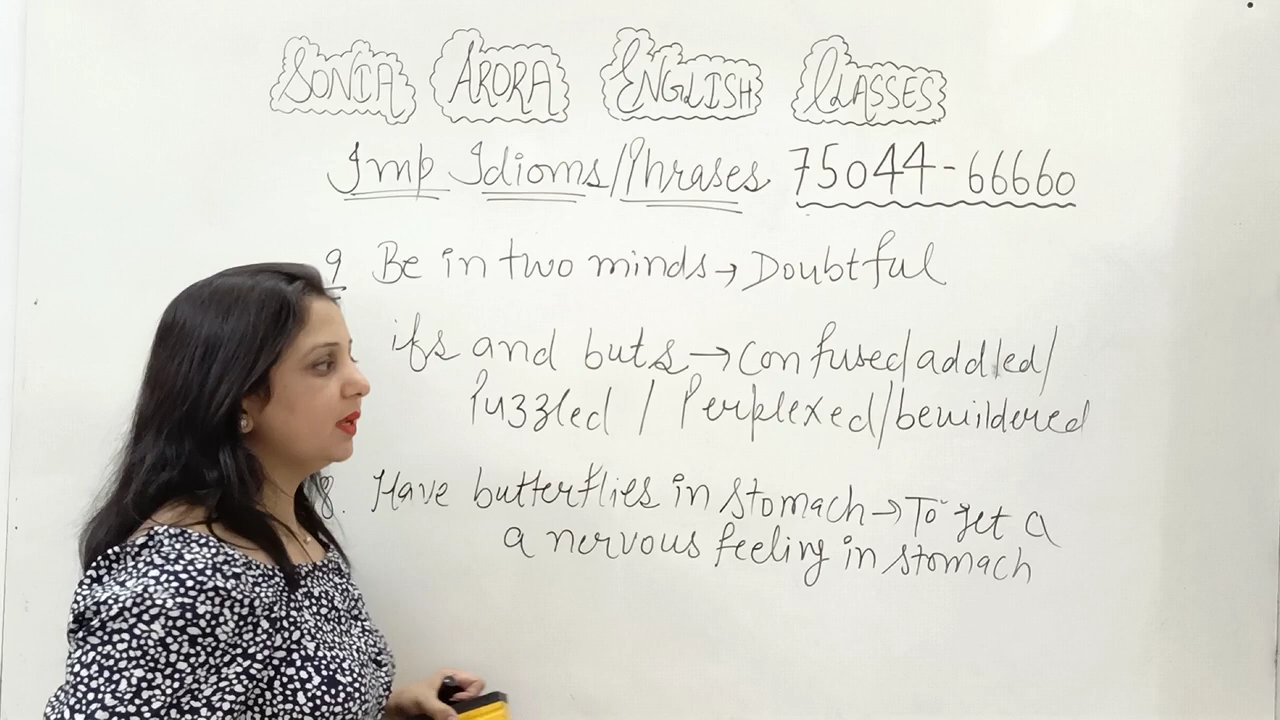 SONIA ARORA ENGLISH CLASSES
Imp Idioms/Phrases 75044-66660
9 Be in two minds → Doubtful
ifs and buts → Confused/addled/
Puzzled / Perplexed/bewildered
8. Have butterflies in stomach → To get a
a nervous feeling in stomach